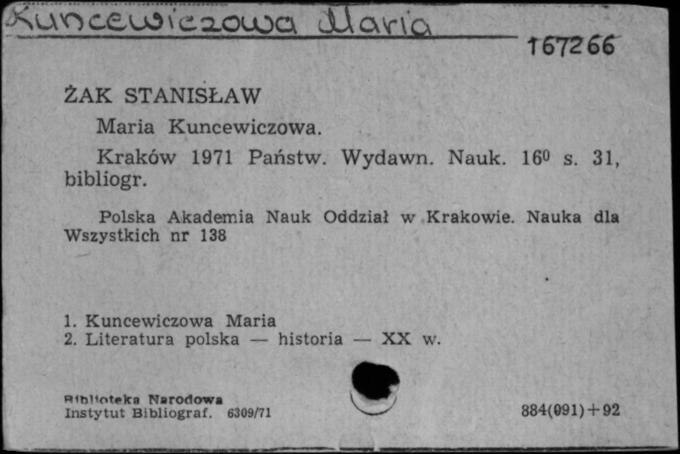 Kuncewiczowa Maria
167266
ŻAK STANISŁAW
Maria Kuncewiczowa.
Kraków 1971 Państw. Wydawn. Nauk. 16⁰ s. 31,
bibliogr.
Polska Akademia Nauk Oddział w Krakowie. Nauka dla
Wszystkich nr 138
1. Kuncewiczowa Maria
2. Literatura polska — historia — XX w.
Biblioteka Narodowa
Instytut Bibliograf. 6309/71
884(091)+92